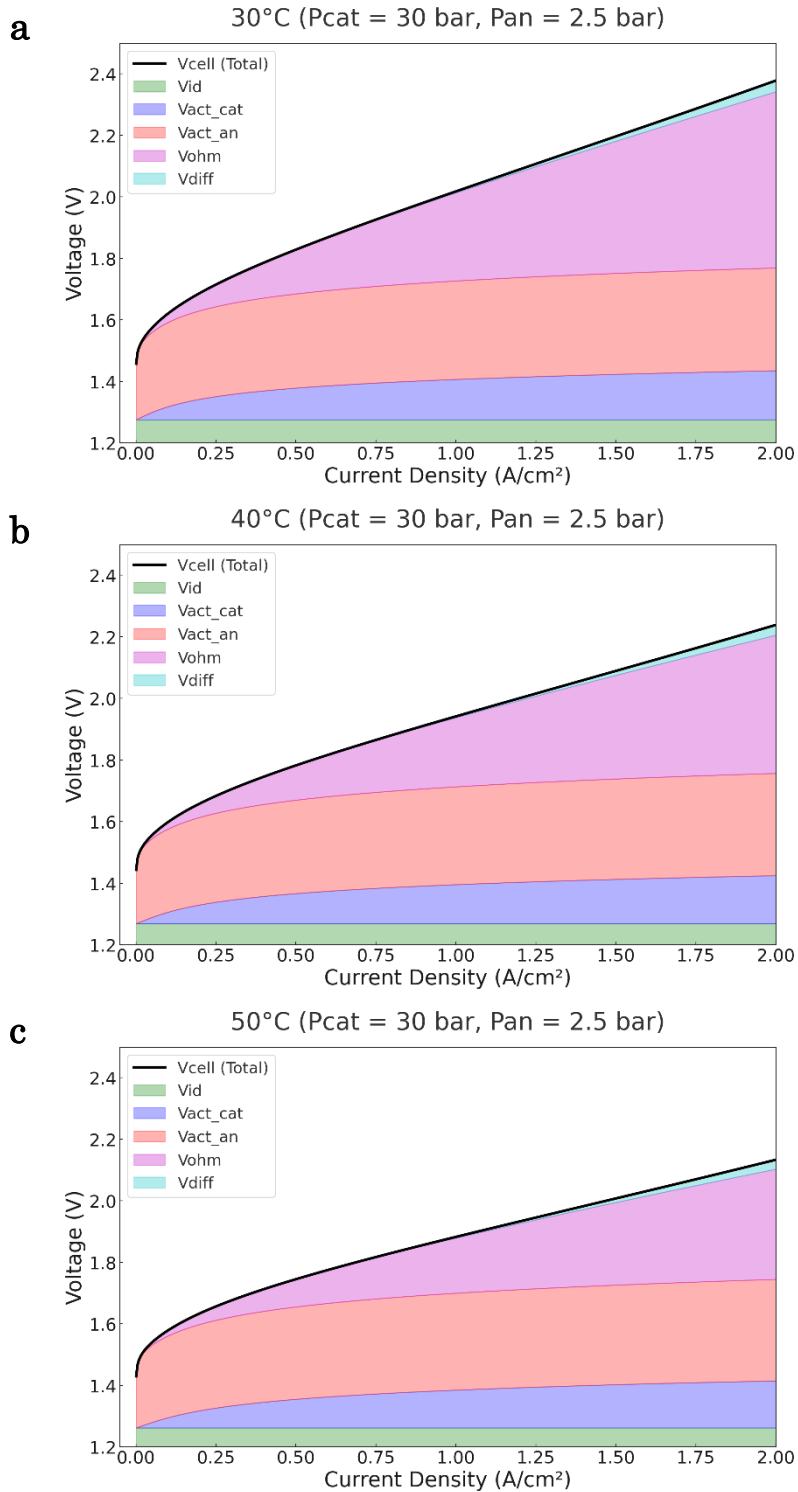 a
30°C (Pcat = 30 bar, Pan = 2.5 bar)
Voltage (V)
2.4
2.2
2.0
1.8
1.6
1.4
1.2
Vcell (Total)
Vid
Vact_cat
Vact_an
Vohm
Vdiff
0.00 0.25 0.50 0.75 1.00 1.25 1.50 1.75 2.00
Current Density (A/cm²)
b
40°C (Pcat = 30 bar, Pan = 2.5 bar)
Voltage (V)
2.4
2.2
2.0
1.8
1.6
1.4
1.2
Vcell (Total)
Vid
Vact_cat
Vact_an
Vohm
Vdiff
0.00 0.25 0.50 0.75 1.00 1.25 1.50 1.75 2.00
Current Density (A/cm²)
c
50°C (Pcat = 30 bar, Pan = 2.5 bar)
Voltage (V)
2.4
2.2
2.0
1.8
1.6
1.4
1.2
Vcell (Total)
Vid
Vact_cat
Vact_an
Vohm
Vdiff
0.00 0.25 0.50 0.75 1.00 1.25 1.50 1.75 2.00
Current Density (A/cm²)